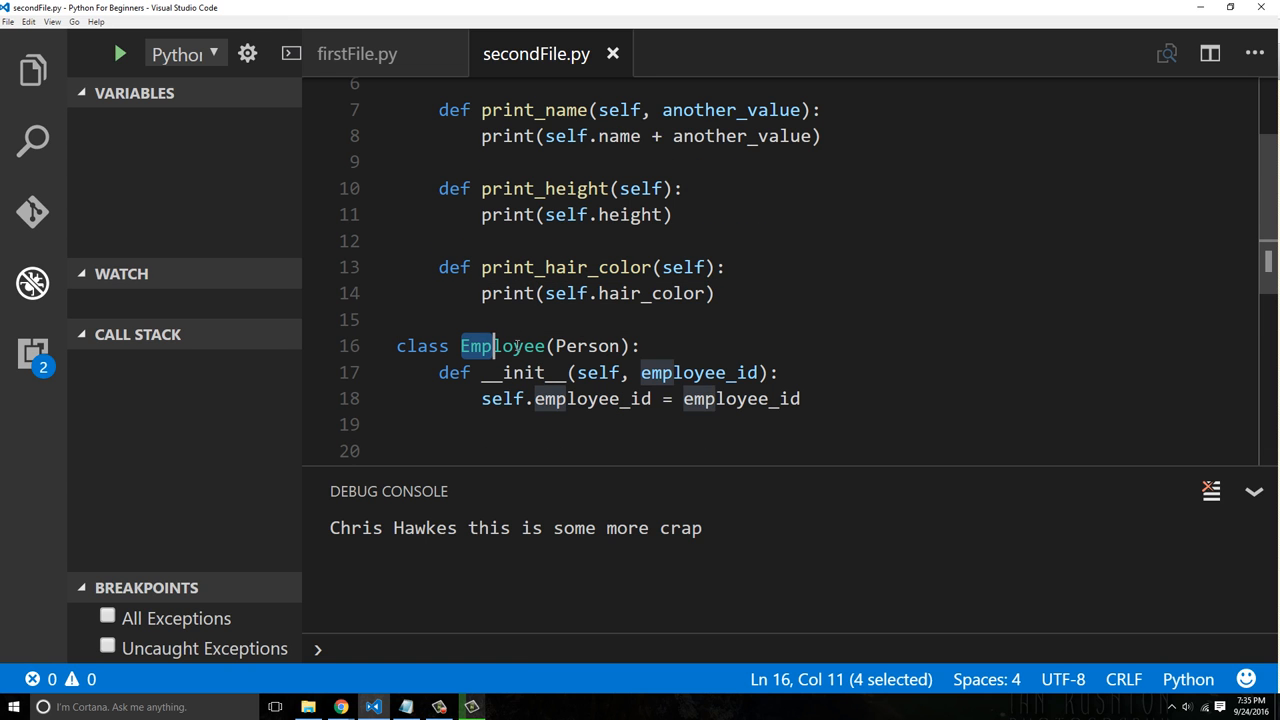 secondFile.py - Python For Beginners - Visual Studio Code
File Edit View Go Help
Pythor
firstFile.py
secondFile.py
VARIABLES
WATCH
CALL STACK
2
BREAKPOINTS
All Exceptions
Uncaught Exceptions
6
7 def print_name(self, another_value):
8 print(self.name + another_value)
9
10 def print_height(self):
11 print(self.height)
12
13 def print_hair_color(self):
14 print(self.hair_color)
15
16 class Employee(Person):
17 def __init__(self, employee_id):
18 self.employee_id = employee_id
19
20
DEBUG CONSOLE
Chris Hawkes this is some more crap
0 0
Ln 16, Col 11 (4 selected) Spaces: 4 UTF-8 CRLF Python
I'm Cortana. Ask me anything.
7:35 PM
9/24/2016